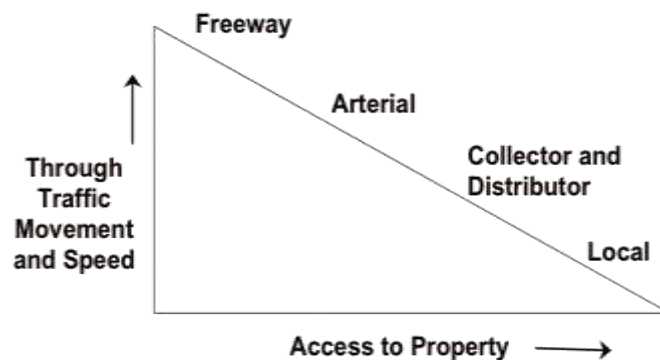 Freeway
Arterial
Through
Traffic
Movement
and Speed
Collector and
Distributor
Local
Access to Property